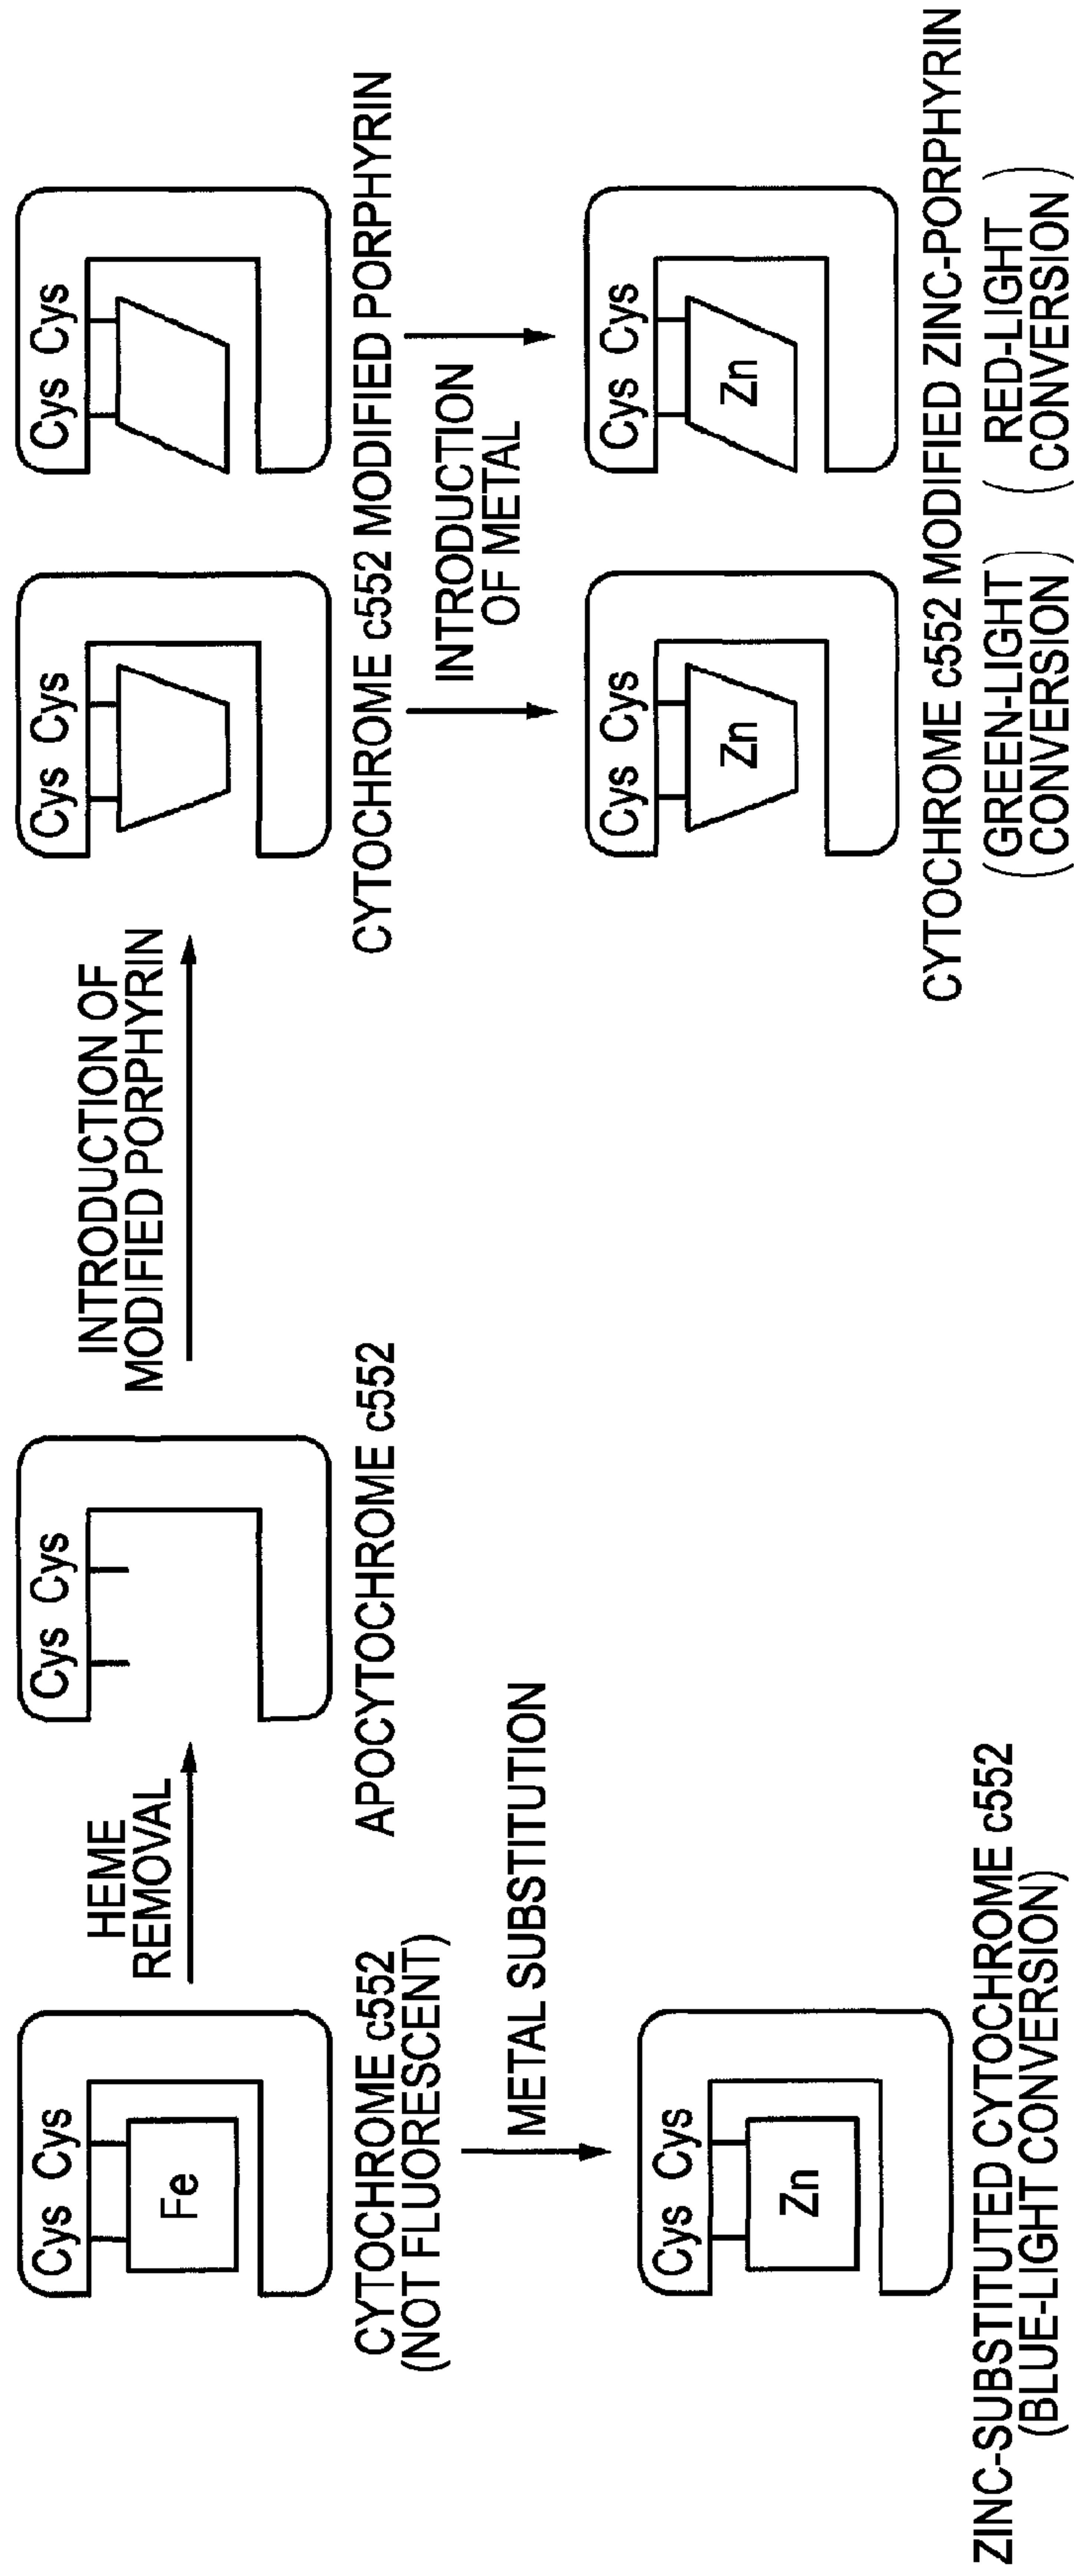 Cys Cys
Fe
CYTOCHROME c552
(NOT FLUORESCENT)
HEME
REMOVAL
Cys Cys
APOCYTOCHROME c552
INTRODUCTION OF
MODIFIED PORPHYRIN
Cys Cys
Cys Cys
CYTOCHROME c552 MODIFIED PORPHYRIN
METAL SUBSTITUTION
INTRODUCTION
OF METAL
Cys Cys
Zn
ZINC-SUBSTITUTED CYTOCHROME c552
(BLUE-LIGHT CONVERSION)
Cys Cys
Zn
Cys Cys
Zn
CYTOCHROME c552 MODIFIED ZINC-PORPHYRIN
(GREEN-LIGHT
CONVERSION)
(RED-LIGHT
CONVERSION)